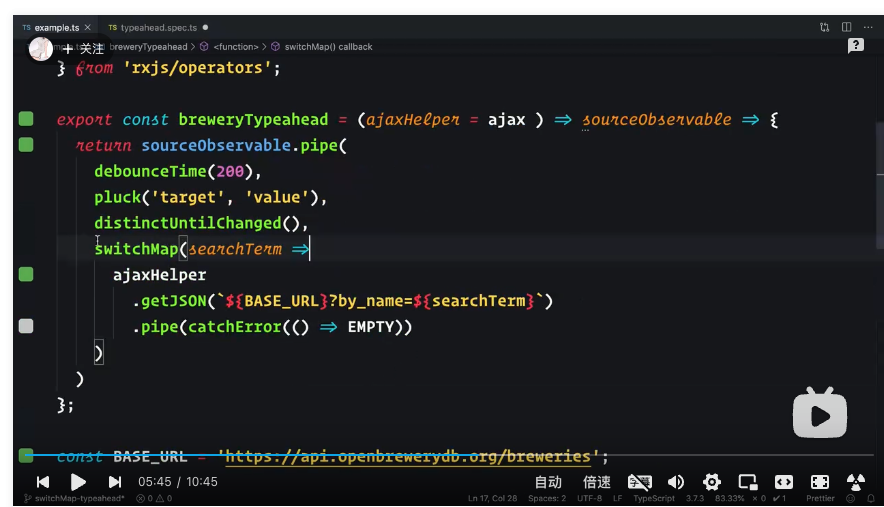 TS example.ts × TS typeahead.spec.ts ●
+ 关注 breweryTypeahead > <function> > switchMap() callback
} from 'rxjs/operators';
export const breweryTypeahead = (ajaxHelper = ajax ) => sourceObservable => {
return sourceObservable.pipe(
debounceTime(200),
pluck('target', 'value'),
distinctUntilChanged(),
switchMap(searchTerm =>
ajaxHelper
.getJSON(`${BASE_URL}?by_name=${searchTerm}`)
.pipe(catchError(() => EMPTY))
)
)
};
const BASE_URL = 'https://api.openbrewerydb.org/breweries';
05:45 / 10:45 自动 倍速
switchMap-typeahead* 0 0 Ln 17, Col 28 Spaces: 2 UTF-8 LF TypeScript 3.7.3 83.33% × 0 ✓ 1 Prettier